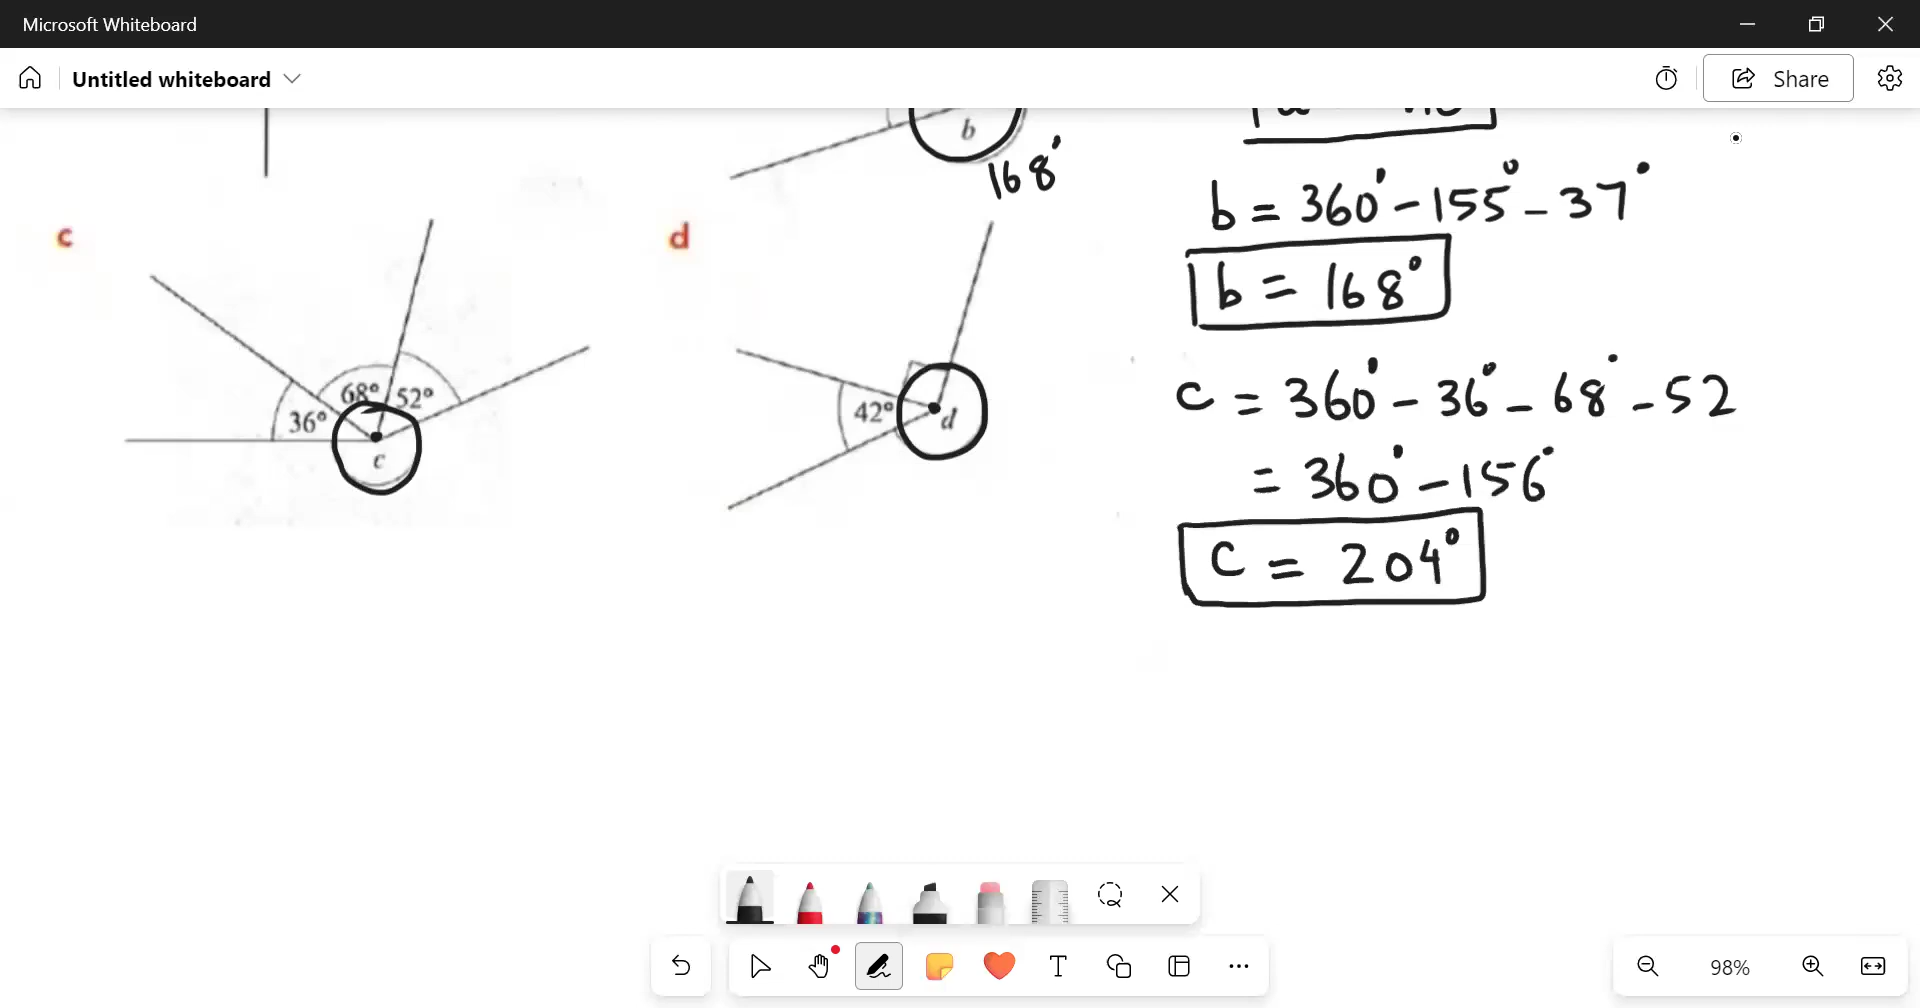 Microsoft Whiteboard
Untitled whiteboard
Share
b
168°
b = 360° - 155° - 37°
b = 168°
c
d
68°
52°
36°
c
42°
d
c = 360° - 36° - 68° - 52
= 360° - 156°
C = 204°
T
98%